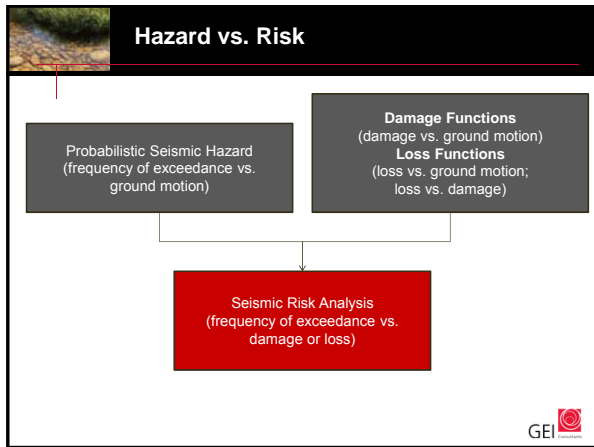 Hazard vs. Risk
Probabilistic Seismic Hazard
(frequency of exceedance vs.
ground motion)
Damage Functions
(damage vs. ground motion)
Loss Functions
(loss vs. ground motion;
loss vs. damage)
Seismic Risk Analysis
(frequency of exceedance vs.
damage or loss)
GEI Consultants